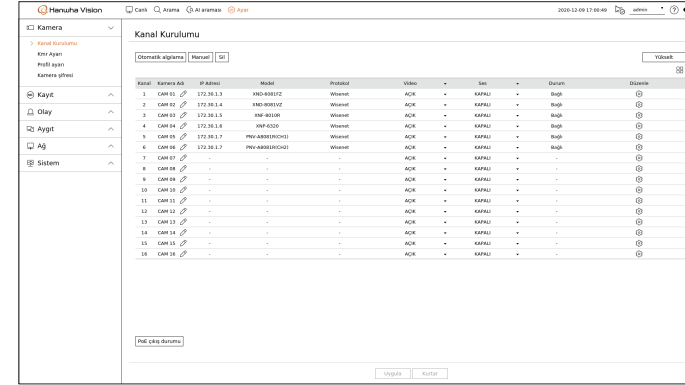 Hanwha Vision Canlı Arama AI araması Ayar 2020-12-09 17:00:49 admin
Kamera
Kanal Kurulumu
Kmr Ayarı
Profil ayarı
Kamera şifresi
Kayıt
Olay
Aygıt
Ağ
Sistem
Kanal Kurulumu
Otomatik algılama Manuel Sil Yükselt
Kanal Kamera Adı IP Adresi Model Protokol Video Ses Durum Düzenle
1 CAM 01 172.30.1.3 XND-6081FZ Wisenet AÇIK KAPALI Bağlı
2 CAM 02 172.30.1.4 XND-8081VZ Wisenet AÇIK KAPALI Bağlı
3 CAM 03 172.30.1.5 XNF-8010R Wisenet AÇIK KAPALI Bağlı
4 CAM 04 172.30.1.6 XNP-6320 Wisenet AÇIK KAPALI Bağlı
5 CAM 05 172.30.1.7 PNV-A8081R(CH1) Wisenet AÇIK KAPALI Bağlı
6 CAM 06 172.30.1.7 PNV-A8081R(CH2) Wisenet AÇIK KAPALI Bağlı
7 CAM 07 - - - AÇIK KAPALI -
8 CAM 08 - - - AÇIK KAPALI -
9 CAM 09 - - - AÇIK KAPALI -
10 CAM 10 - - - AÇIK KAPALI -
11 CAM 11 - - - AÇIK KAPALI -
12 CAM 12 - - - AÇIK KAPALI -
13 CAM 13 - - - AÇIK KAPALI -
14 CAM 14 - - - AÇIK KAPALI -
15 CAM 15 - - - AÇIK KAPALI -
16 CAM 16 - - - AÇIK KAPALI -
PoE çıkış durumu
Uygula Kurtar